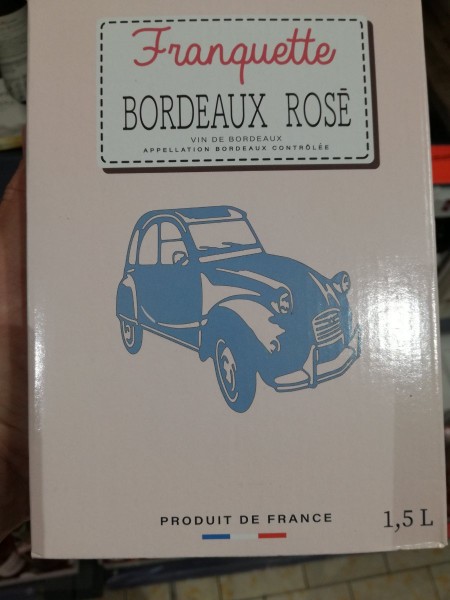 Franquette
BORDEAUX ROSÉ
VIN DE BORDEAUX
APPELLATION BORDEAUX CONTRÔLÉE
PRODUIT DE FRANCE
1,5 L